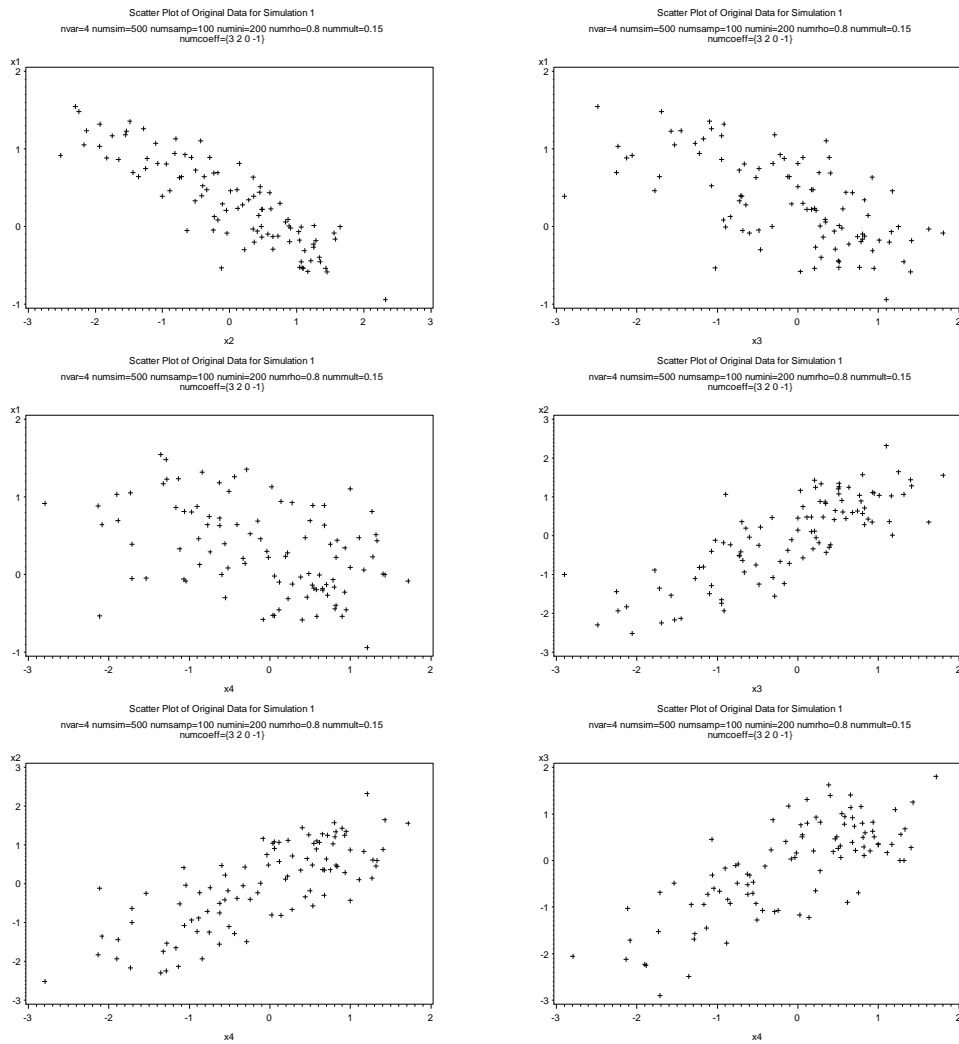 Scatter Plot of Original Data for Simulation 1
nvar=4 numsim=500 numsamp=100 numini=200 numrho=0.8 nummult=0.15
numcoeff={3 2 0 -1}
x1
2
1
0
-1
-3 -2 -1 0 1 2 3
x2
Scatter Plot of Original Data for Simulation 1
nvar=4 numsim=500 numsamp=100 numini=200 numrho=0.8 nummult=0.15
numcoeff={3 2 0 -1}
x1
2
1
0
-1
-3 -2 -1 0 1 2
x3
Scatter Plot of Original Data for Simulation 1
nvar=4 numsim=500 numsamp=100 numini=200 numrho=0.8 nummult=0.15
numcoeff={3 2 0 -1}
x1
2
1
0
-1
-3 -2 -1 0 1 2
x4
Scatter Plot of Original Data for Simulation 1
nvar=4 numsim=500 numsamp=100 numini=200 numrho=0.8 nummult=0.15
numcoeff={3 2 0 -1}
x2
3
2
1
0
-1
-2
-3
-3 -2 -1 0 1 2
x3
Scatter Plot of Original Data for Simulation 1
nvar=4 numsim=500 numsamp=100 numini=200 numrho=0.8 nummult=0.15
numcoeff={3 2 0 -1}
x2
3
2
1
0
-1
-2
-3
-3 -2 -1 0 1 2
x4
Scatter Plot of Original Data for Simulation 1
nvar=4 numsim=500 numsamp=100 numini=200 numrho=0.8 nummult=0.15
numcoeff={3 2 0 -1}
x3
2
1
0
-1
-2
-3
-3 -2 -1 0 1 2
x4